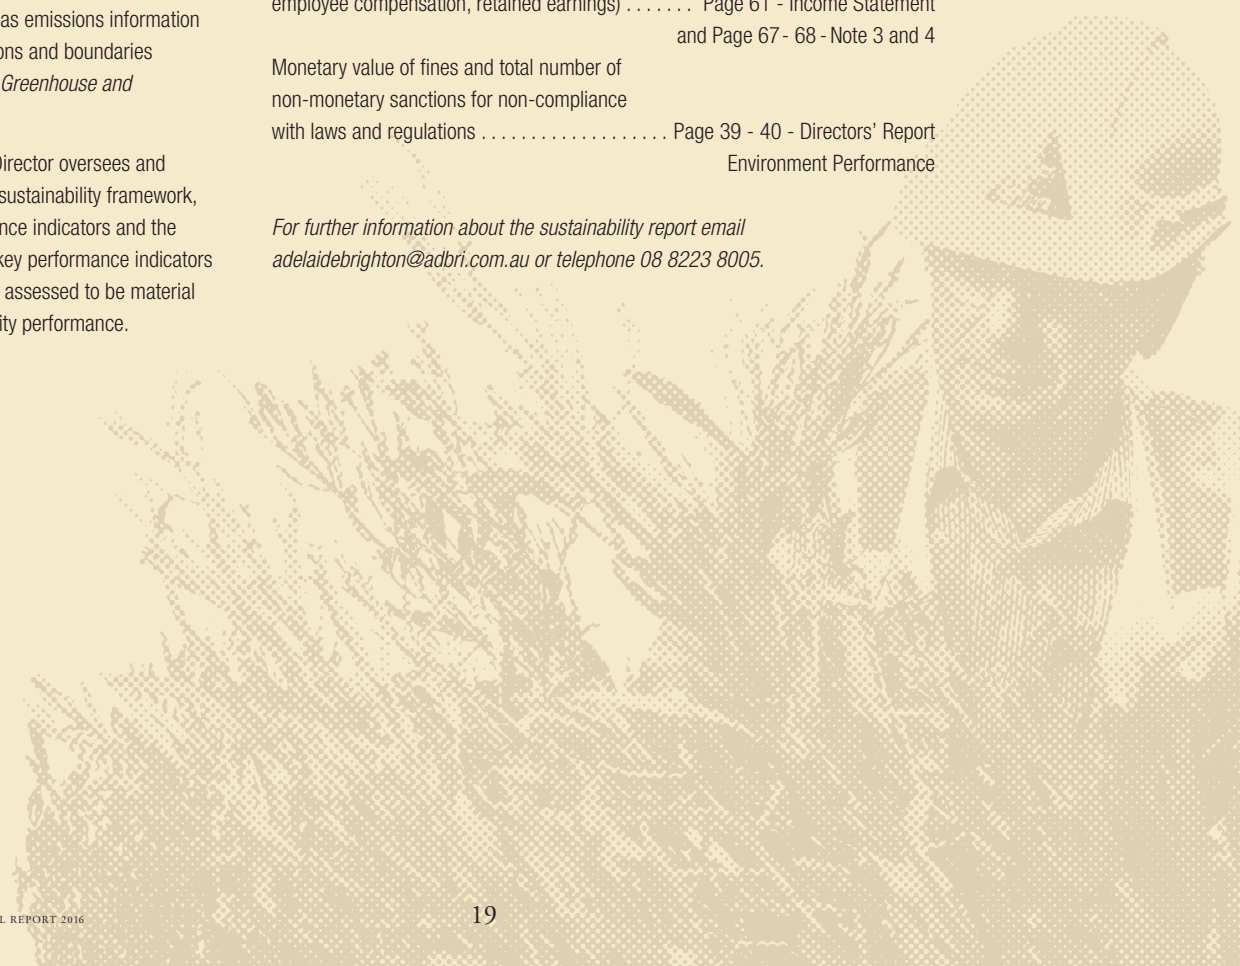 as emissions information
ons and boundaries
Greenhouse and
Director oversees and
sustainability framework,
nce indicators and the
key performance indicators
assessed to be material
ity performance.
employee compensation, retained earnings) . . . . . . . Page 61 - Income Statement
and Page 67 - 68 - Note 3 and 4
Monetary value of fines and total number of
non-monetary sanctions for non-compliance
with laws and regulations . . . . . . . . . . . . . . . . . . . Page 39 - 40 - Directors’ Report
Environment Performance
For further information about the sustainability report email
adelaidebrighton@adbri.com.au or telephone 08 8223 8005.
L REPORT 2016
19